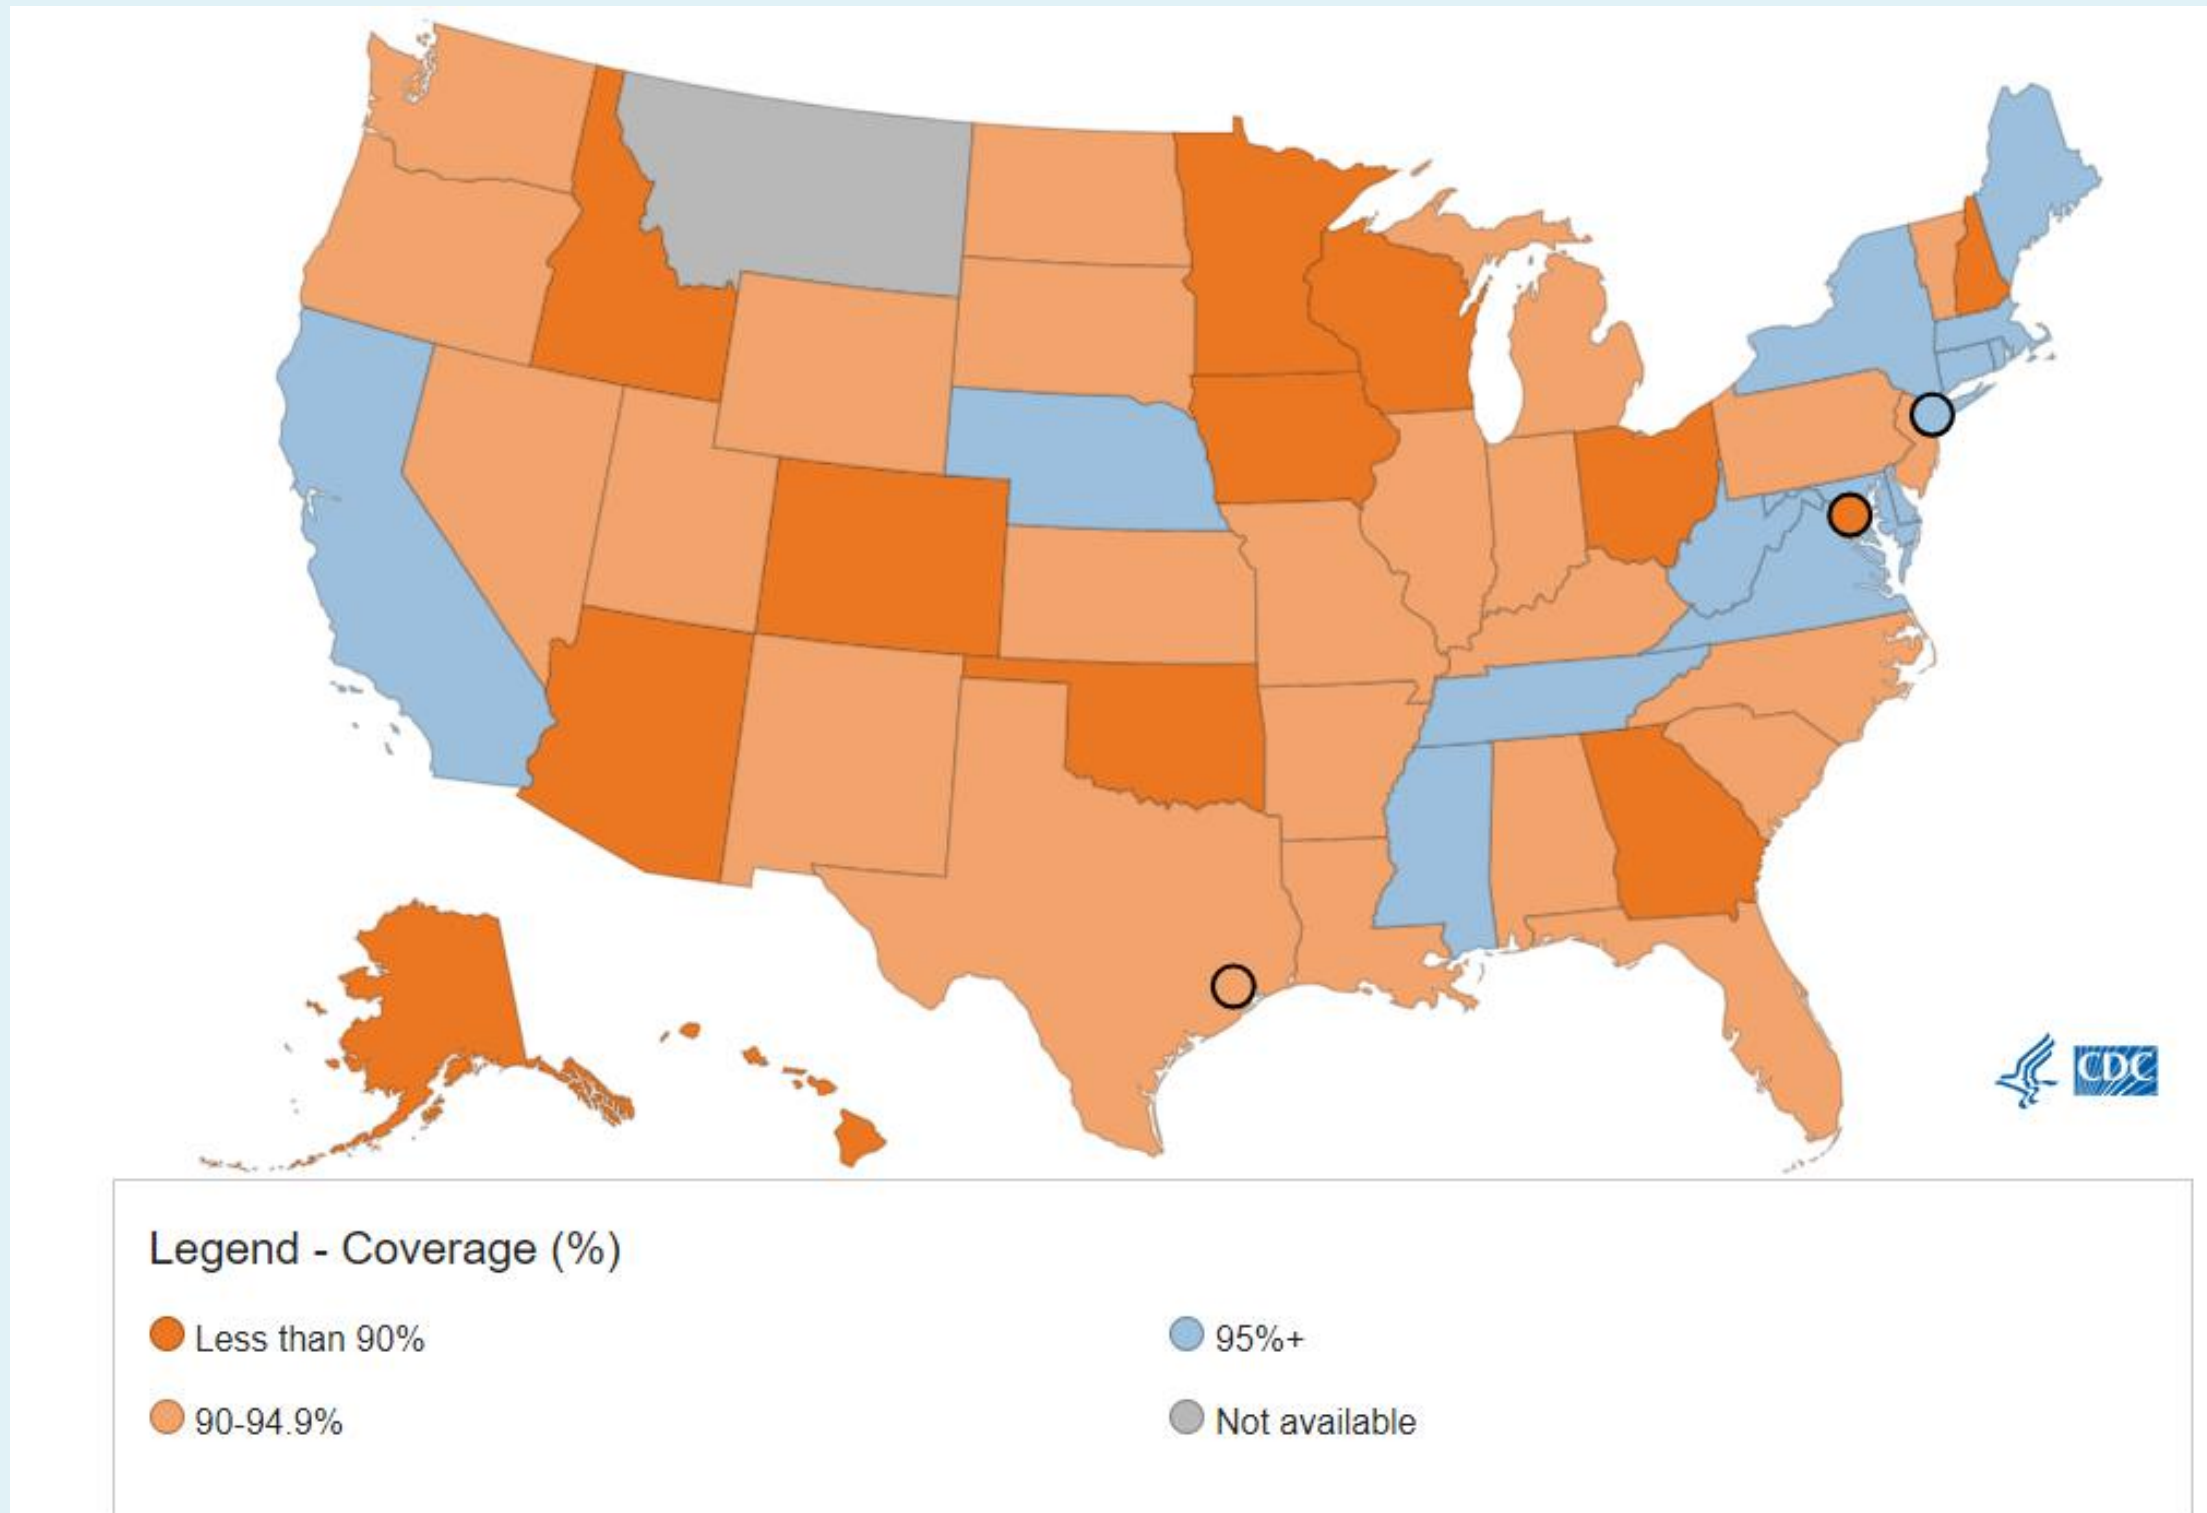 CDC
Legend - Coverage (%)
Less than 90%
95%+
90-94.9%
Not available